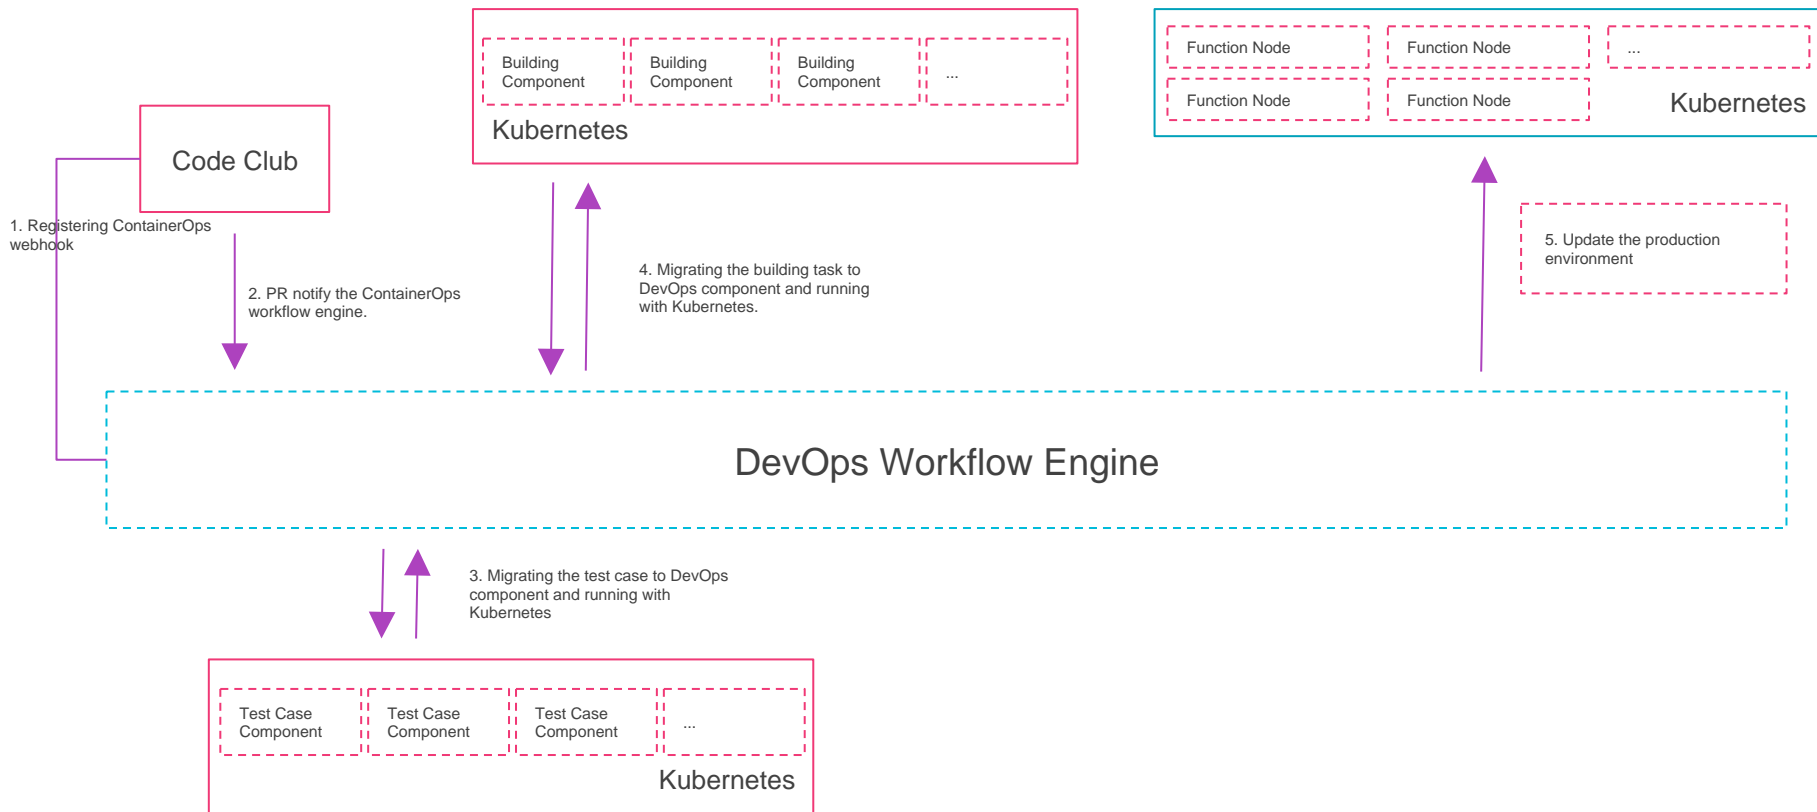 Building
Component
Building
Component
Building
Component
...
Kubernetes
Function Node
Function Node
...
Function Node
Function Node
Kubernetes
Code Club
1. Registering ContainerOps
webhook
2. PR notify the ContainerOps
workflow engine.
4. Migrating the building task to
DevOps component and running
with Kubernetes.
5. Update the production
environment
DevOps Workflow Engine
3. Migrating the test case to DevOps
component and running with
Kubernetes
Test Case
Component
Test Case
Component
Test Case
Component
...
Kubernetes